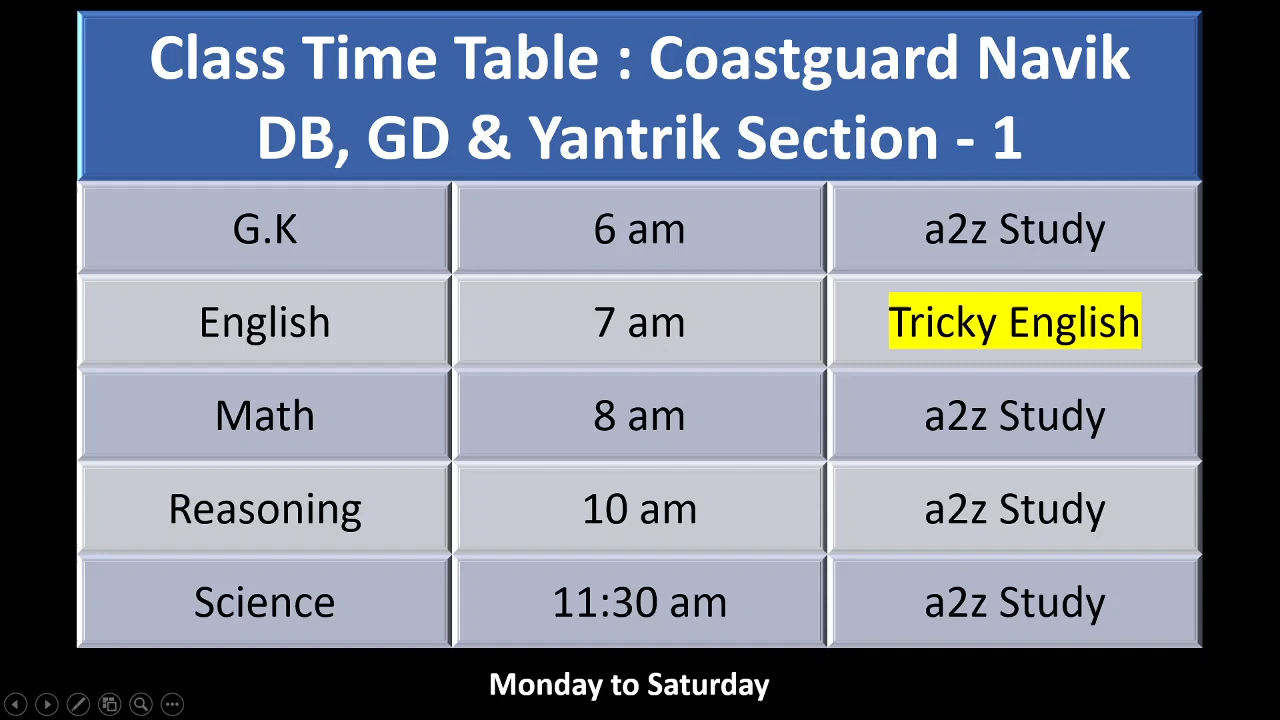 Class Time Table : Coastguard Navik
DB, GD & Yantrik Section - 1
G.K 6 am a2z Study
English 7 am Tricky English
Math 8 am a2z Study
Reasoning 10 am a2z Study
Science 11:30 am a2z Study
Monday to Saturday